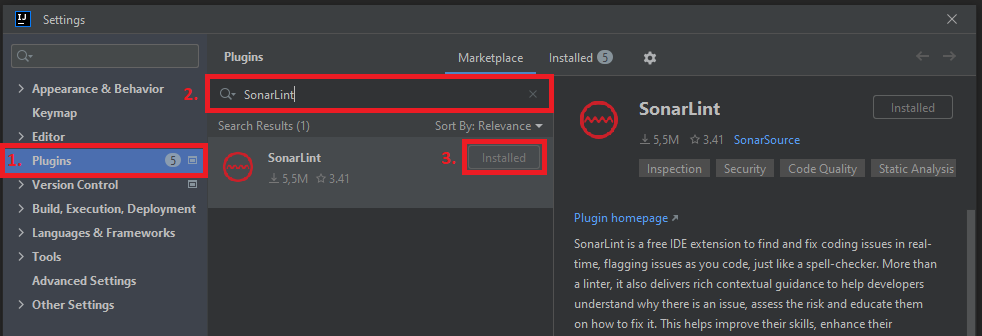 IJ
Settings
Plugins
Marketplace
Installed 5
Appearance & Behavior
Keymap
Editor
1. Plugins 5
Version Control
Build, Execution, Deployment
Languages & Frameworks
Tools
Advanced Settings
Other Settings
2. SonarLint
Search Results (1)
Sort By: Relevance
SonarLint
5,5M 3.41
3. Installed
SonarLint
Installed
5,5M 3.41 SonarSource
Inspection Security Code Quality Static Analysis
Plugin homepage ↗
SonarLint is a free IDE extension to find and fix coding issues in real-
time, flagging issues as you code, just like a spell-checker. More than
a linter, it also delivers rich contextual guidance to help developers
understand why there is an issue, assess the risk and educate them
on how to fix it. This helps improve their skills, enhance their